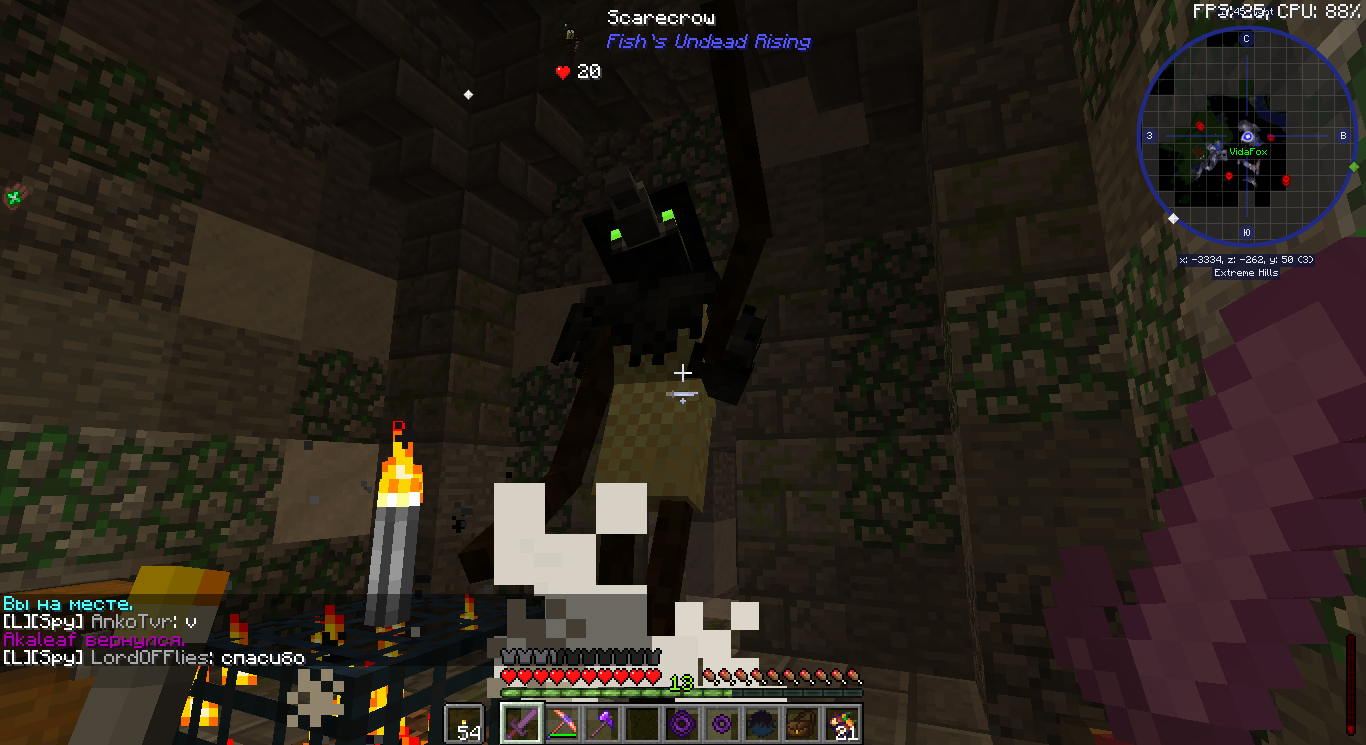 Scarecrow
Fish's Undead Rising
20
FPS: 25, CPU: 88%
С
З
В
VidaFox
Ю
x: -3334, z: -262, y: 50 (3)
Extreme Hills
Вы на месте.
[L][Spy] AnkoTvr: v
Akaleaf вернулся.
[L][Spy] LordOFFlies: спасибо
18
54
21